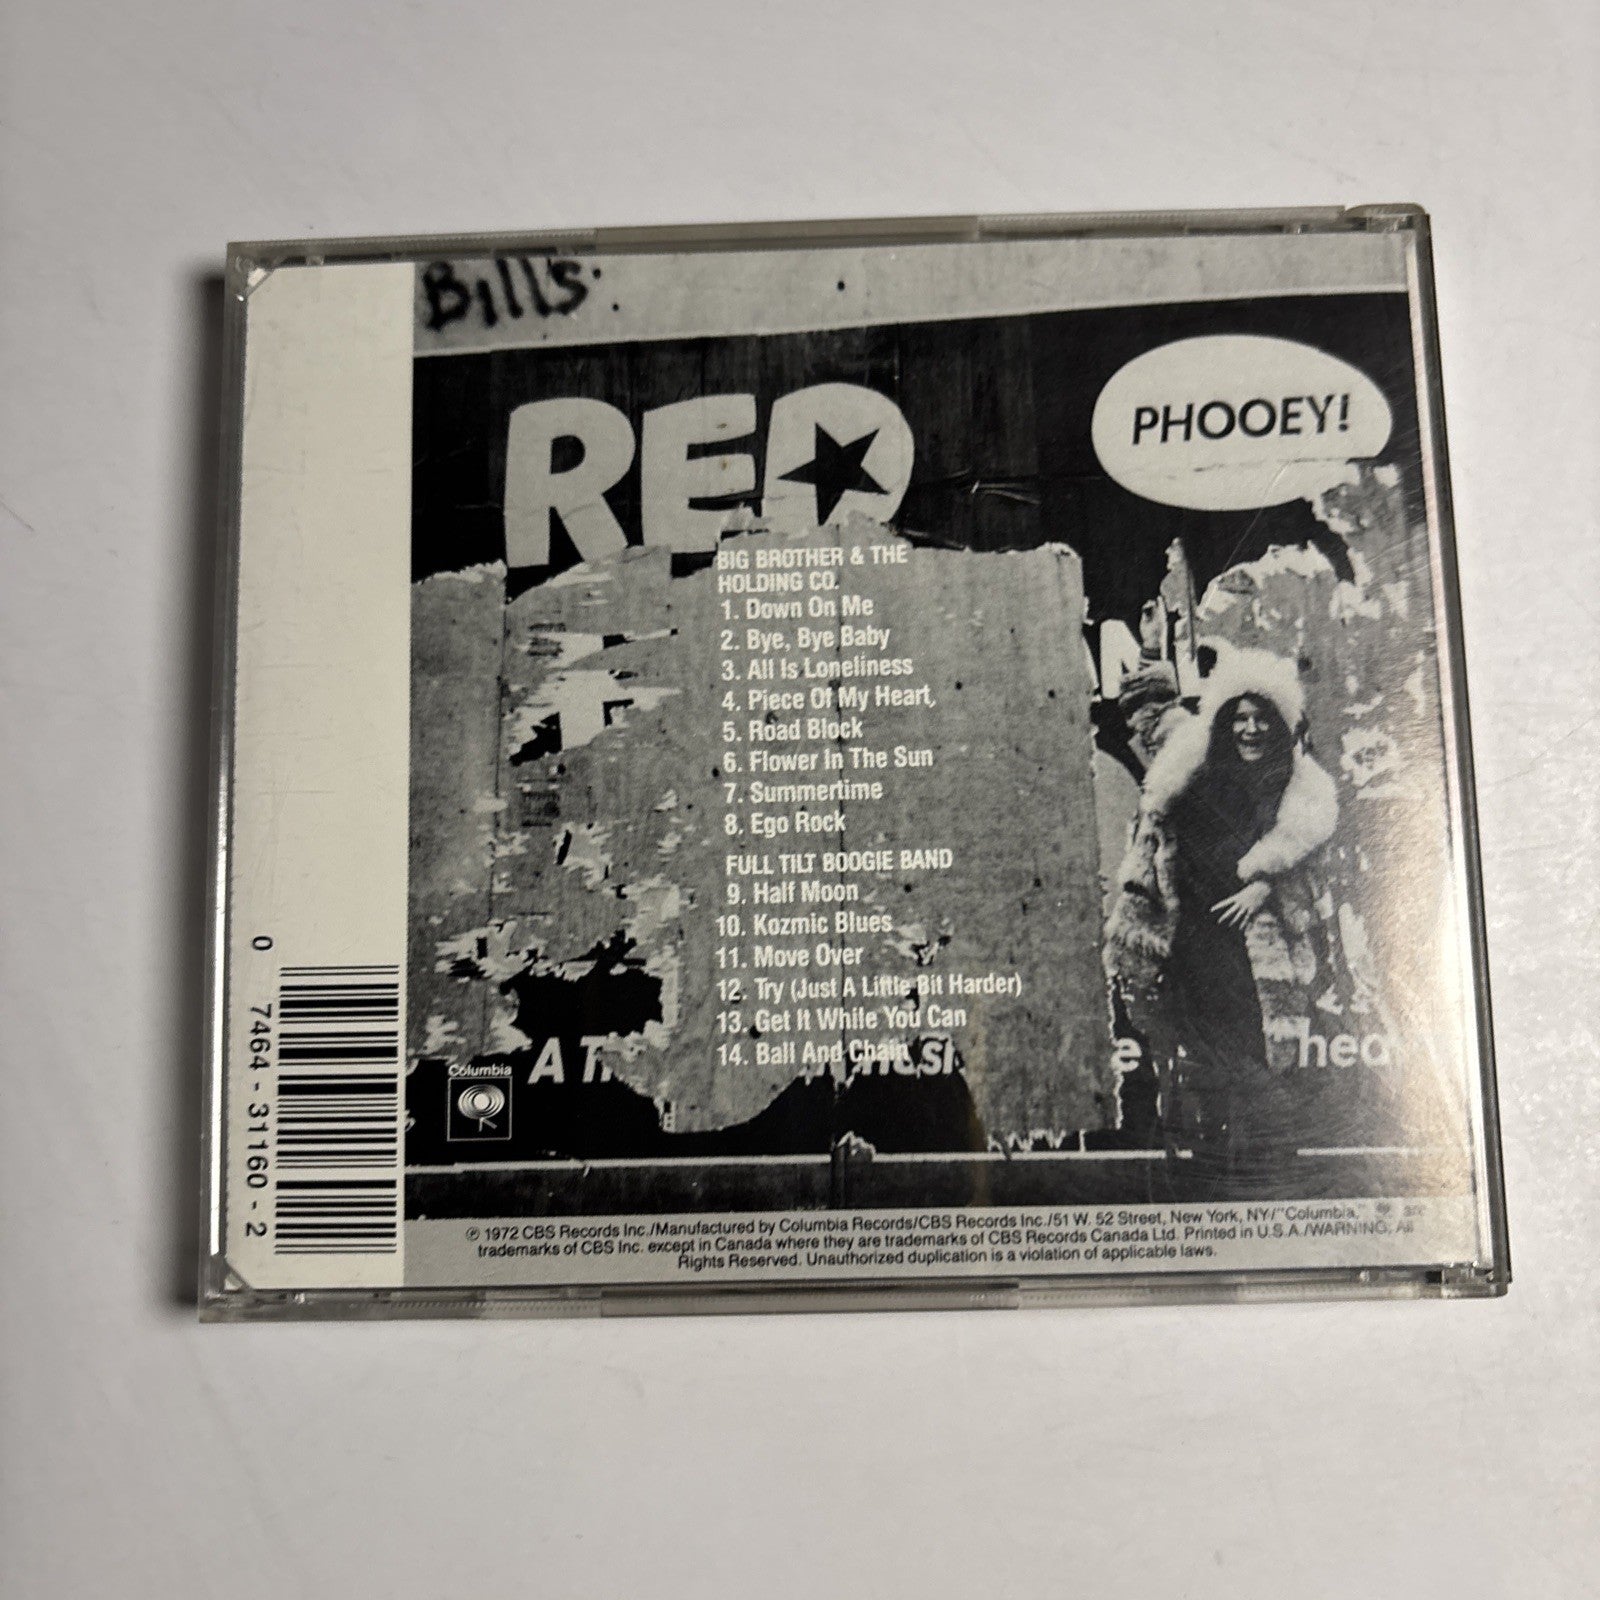 Bill's
RED
PHOOEY!
BIG BROTHER & THE
HOLDING CO.
1. Down On Me
2. Bye, Bye Baby
3. All Is Loneliness
4. Piece Of My Heart,
5. Road Block
6. Flower In The Sun
7. Summertime
8. Ego Rock
FULL TILT BOOGIE BAND
9. Half Moon
10. Kozmic Blues
11. Move Over
12. Try (Just A Little Bit Harder)
13. Get It While You Can
14. Ball And Chain
Columbia
0 7464-31160-2
℗ 1972 CBS Records Inc./Manufactured by Columbia Records/CBS Records Inc./51 W. 52 Street, New York, NY/"Columbia,"
trademarks of CBS Inc. except in Canada where they are trademarks of CBS Records Canada Ltd. Printed in U.S.A./WARNING: All
Rights Reserved. Unauthorized duplication is a violation of applicable laws.